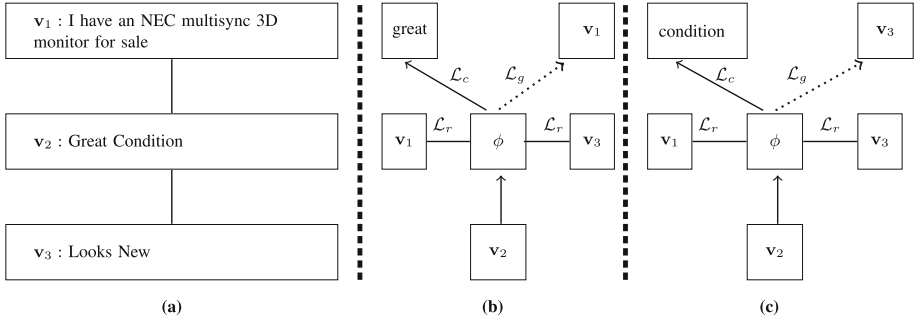 v₁ : I have an NEC multisync 3D
monitor for sale
v₂ : Great Condition
v₃ : Looks New
(a)
great
v₁
ℒc
ℒg
v₁
ℒr
ϕ
ℒr
v₃
v₂
(b)
condition
v₃
ℒc
ℒg
v₁
ℒr
ϕ
ℒr
v₃
v₂
(c)